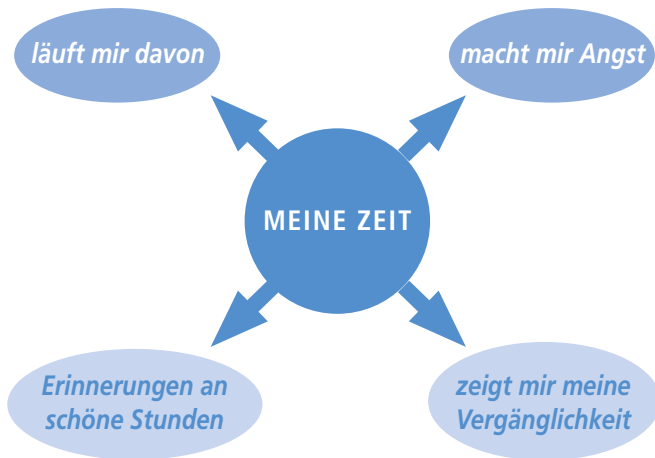 läuft mir davon
macht mir Angst
MEINE ZEIT
Erinnerungen an
schöne Stunden
zeigt mir meine
Vergänglichkeit